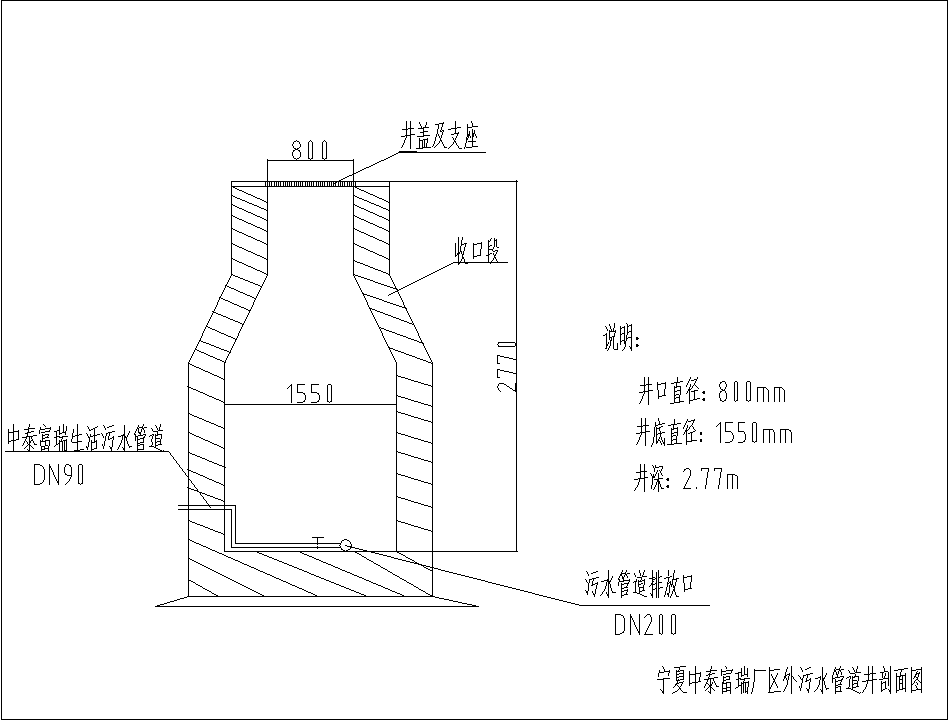 井盖及支座
800
收口段
2770
1550
中泰富瑞生活污水管道
DN90
说明:
井口直径: 800mm
井底直径: 1550mm
井深: 2.77m
污水管道排放口
DN200
宁夏中泰富瑞厂区外污水管道井剖面图